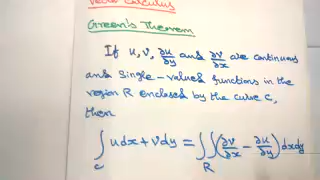 Vector Calculus
Green's Theorem
If u, v, ∂u/∂y and ∂v/∂x are continuous
and single-valued functions in the
region R enclosed by the curve C,
then
∫_C u dx + v dy = ∬_R (∂v/∂x - ∂u/∂y) dx dy